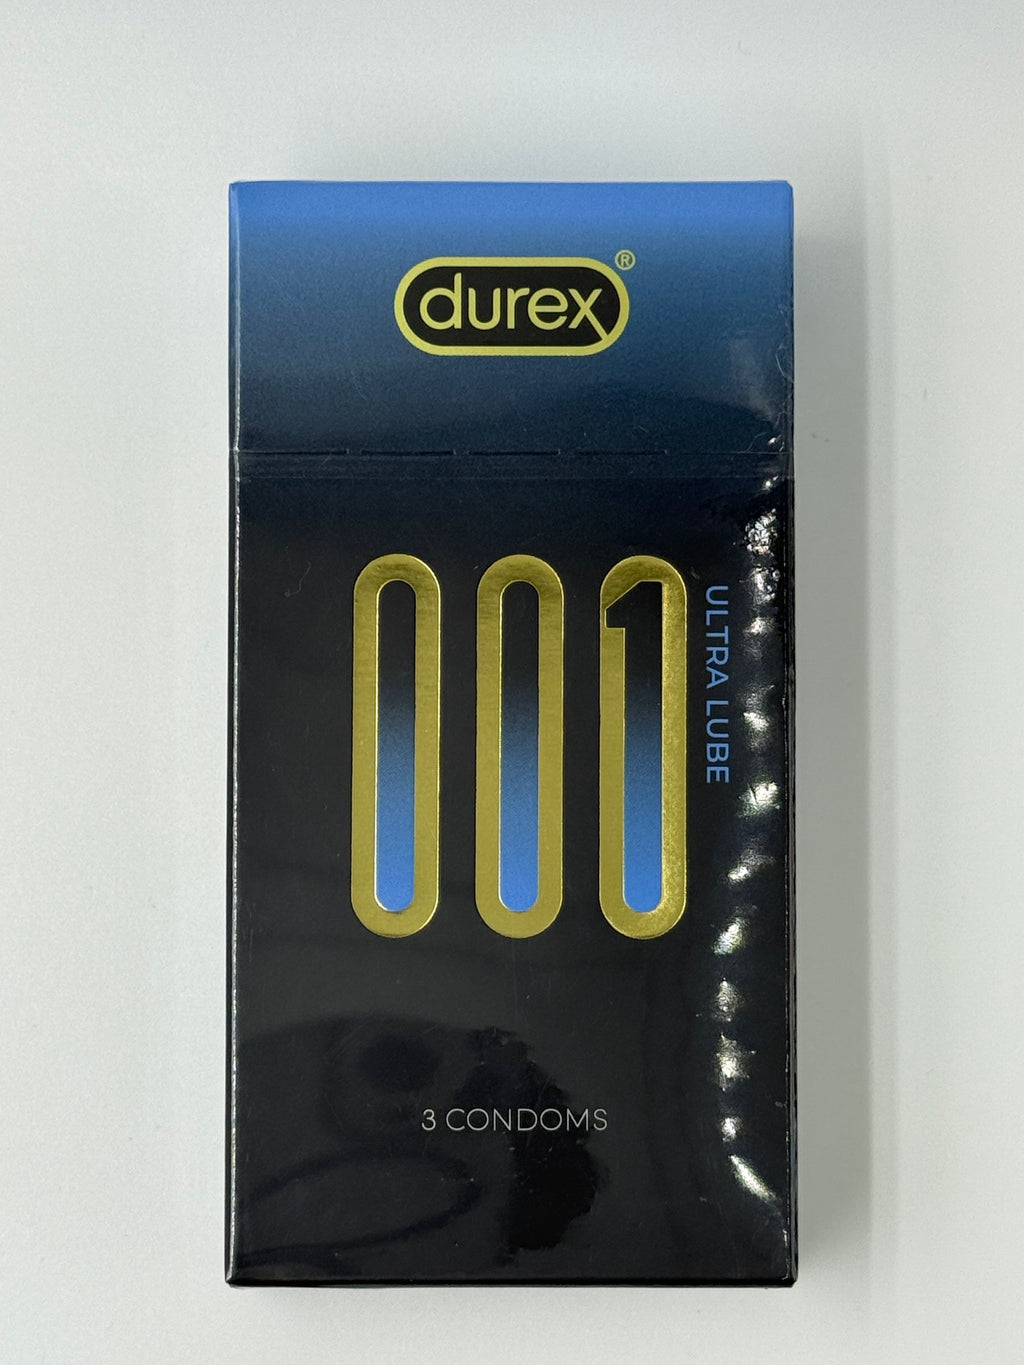 durex®
001
ULTRA LUBE
3 CONDOMS